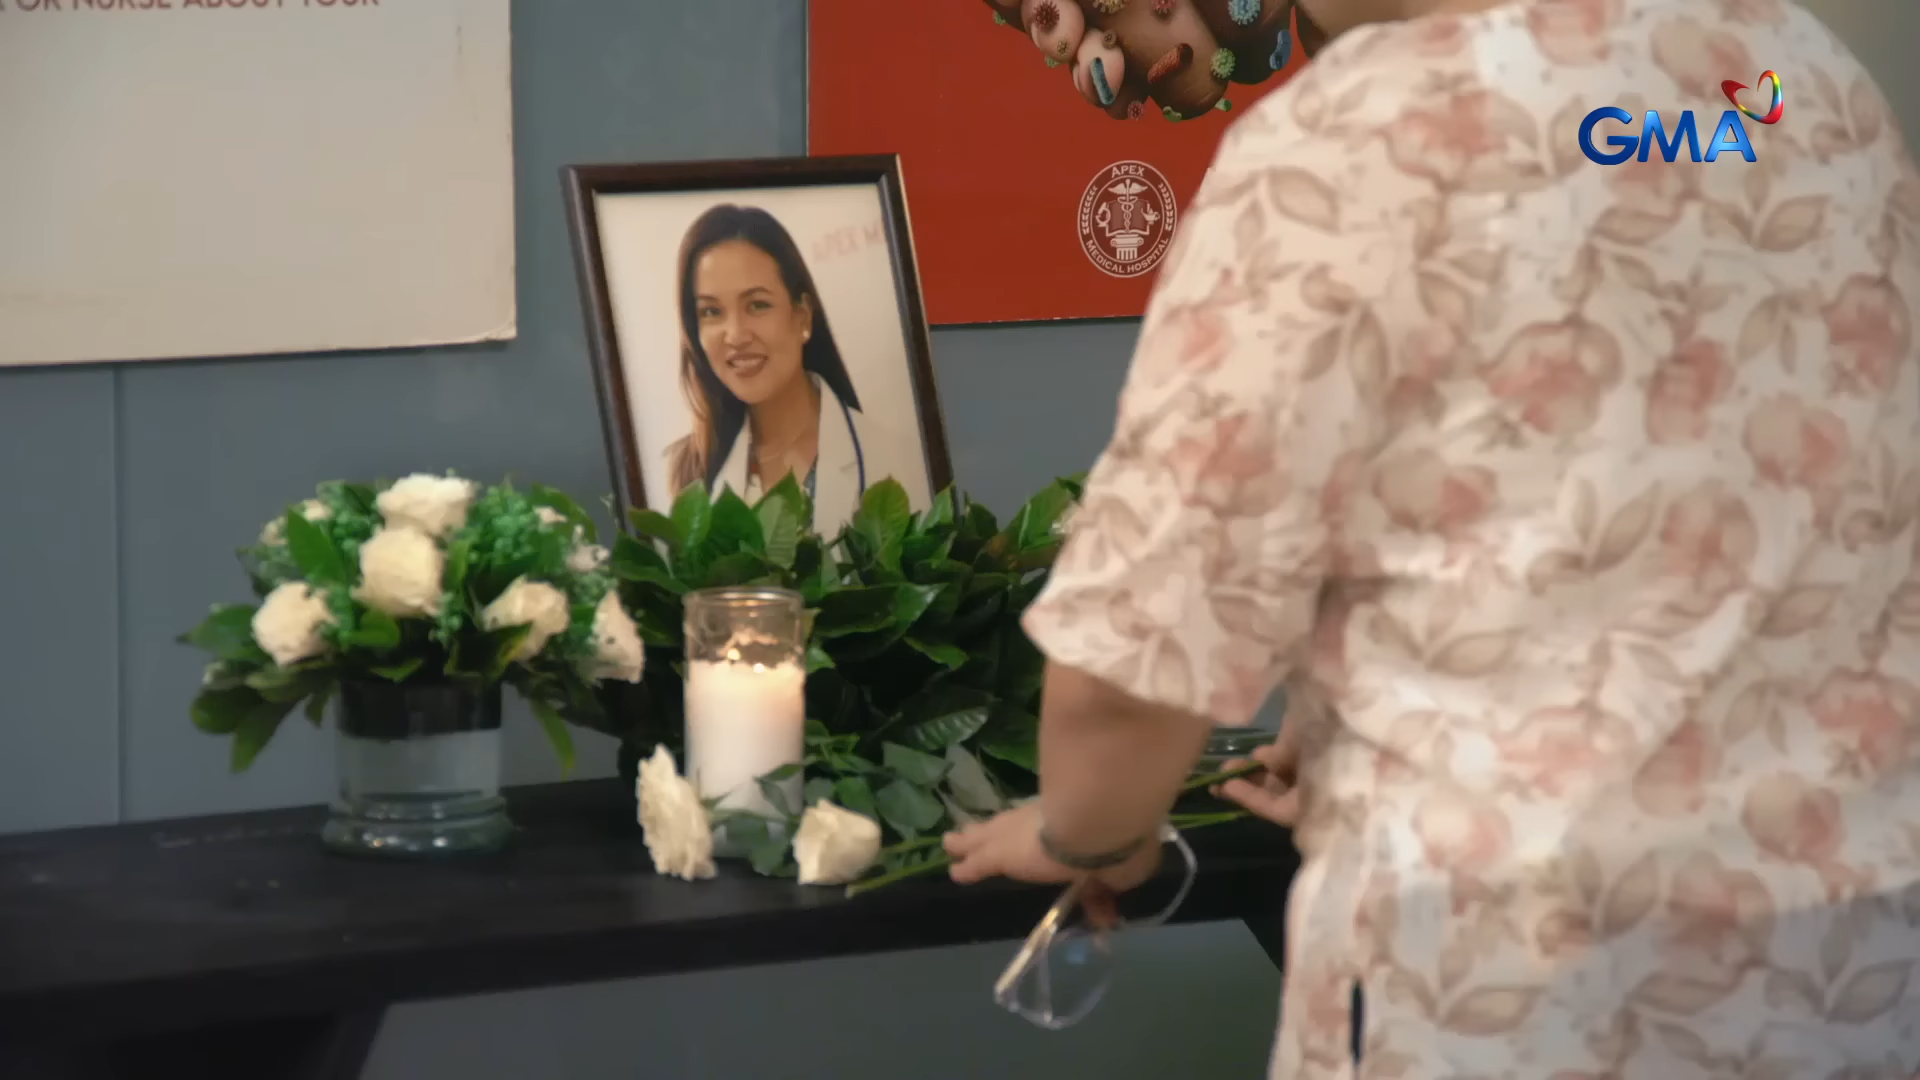 OR NURSE ABOUT YOUR
GMA
APEX
MEDICAL HOSPITAL
APEX M